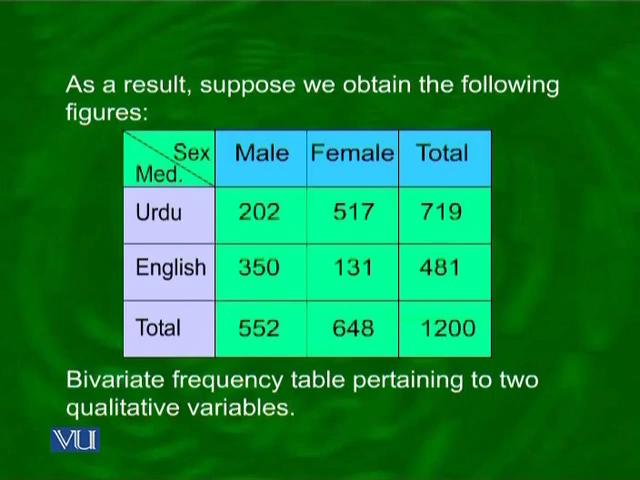 As a result, suppose we obtain the following
figures:
Sex Male Female Total
Med.
Urdu 202 517 719
English 350 131 481
Total 552 648 1200
Bivariate frequency table pertaining to two
qualitative variables.
VU